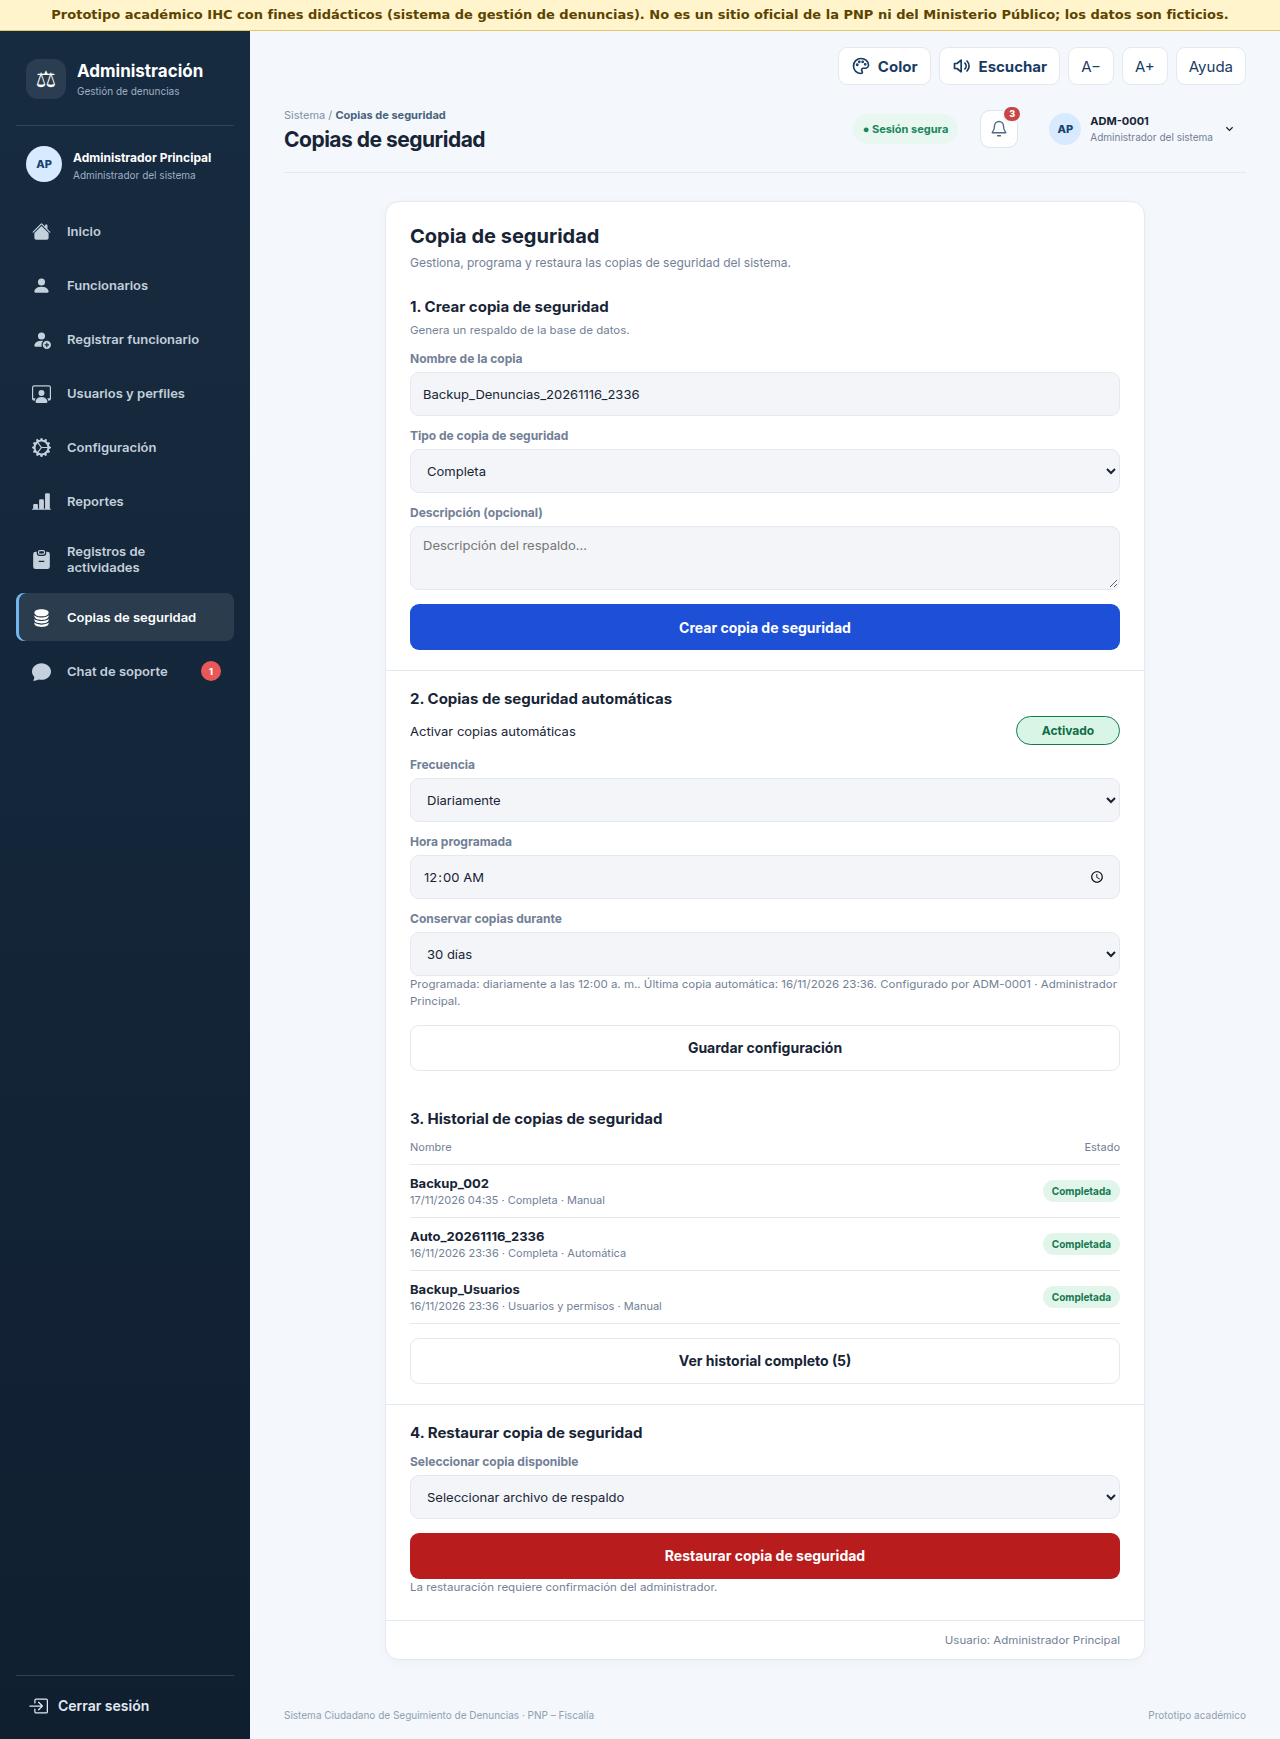 Prototipo académico IHC con fines didácticos (sistema de gestión de denuncias). No es un sitio oficial de la PNP ni del Ministerio Público; los datos son ficticios.
Administración
Gestión de denuncias
AP
Administrador Principal
Administrador del sistema
Inicio
Funcionarios
Registrar funcionario
Usuarios y perfiles
Configuración
Reportes
Registros de
actividades
Copias de seguridad
Chat de soporte
1
Cerrar sesión
Color
Escuchar
A−
A+
Ayuda
Sistema / Copias de seguridad
Copias de seguridad
● Sesión segura
3
AP
ADM-0001
Administrador del sistema
Copia de seguridad
Gestiona, programa y restaura las copias de seguridad del sistema.
1. Crear copia de seguridad
Genera un respaldo de la base de datos.
Nombre de la copia
Backup_Denuncias_20261116_2336
Tipo de copia de seguridad
Completa
Descripción (opcional)
Descripción del respaldo...
Crear copia de seguridad
2. Copias de seguridad automáticas
Activar copias automáticas
Activado
Frecuencia
Diariamente
Hora programada
12:00 AM
Conservar copias durante
30 días
Programada: diariamente a las 12:00 a. m.. Última copia automática: 16/11/2026 23:36. Configurado por ADM-0001 · Administrador
Principal.
Guardar configuración
3. Historial de copias de seguridad
Nombre
Estado
Backup_002
17/11/2026 04:35 · Completa · Manual
Completada
Auto_20261116_2336
16/11/2026 23:36 · Completa · Automática
Completada
Backup_Usuarios
16/11/2026 23:36 · Usuarios y permisos · Manual
Completada
Ver historial completo (5)
4. Restaurar copia de seguridad
Seleccionar copia disponible
Seleccionar archivo de respaldo
Restaurar copia de seguridad
La restauración requiere confirmación del administrador.
Usuario: Administrador Principal
Sistema Ciudadano de Seguimiento de Denuncias · PNP – Fiscalía
Prototipo académico